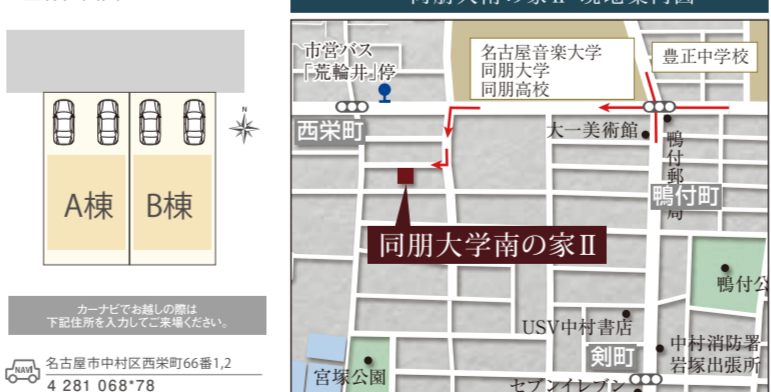 同朋大学南の家Ⅱ 現地案内図
N
A棟
B棟
カーナビでお越しの際は
下記住所を入力してご来場ください。
NAVI
名古屋市中村区西栄町66番1,2
4 281 068*78
市営バス
「荒輪井」停
名古屋音楽大学
同朋大学
同朋高校
豊正中学校
西栄町
太一美術館
鴨付郵便局
鴨付町
同朋大学南の家Ⅱ
鴨付公
USV中村書店
中村消防署
岩塚出張所
剣町
宮塚公園
セブンイレブン